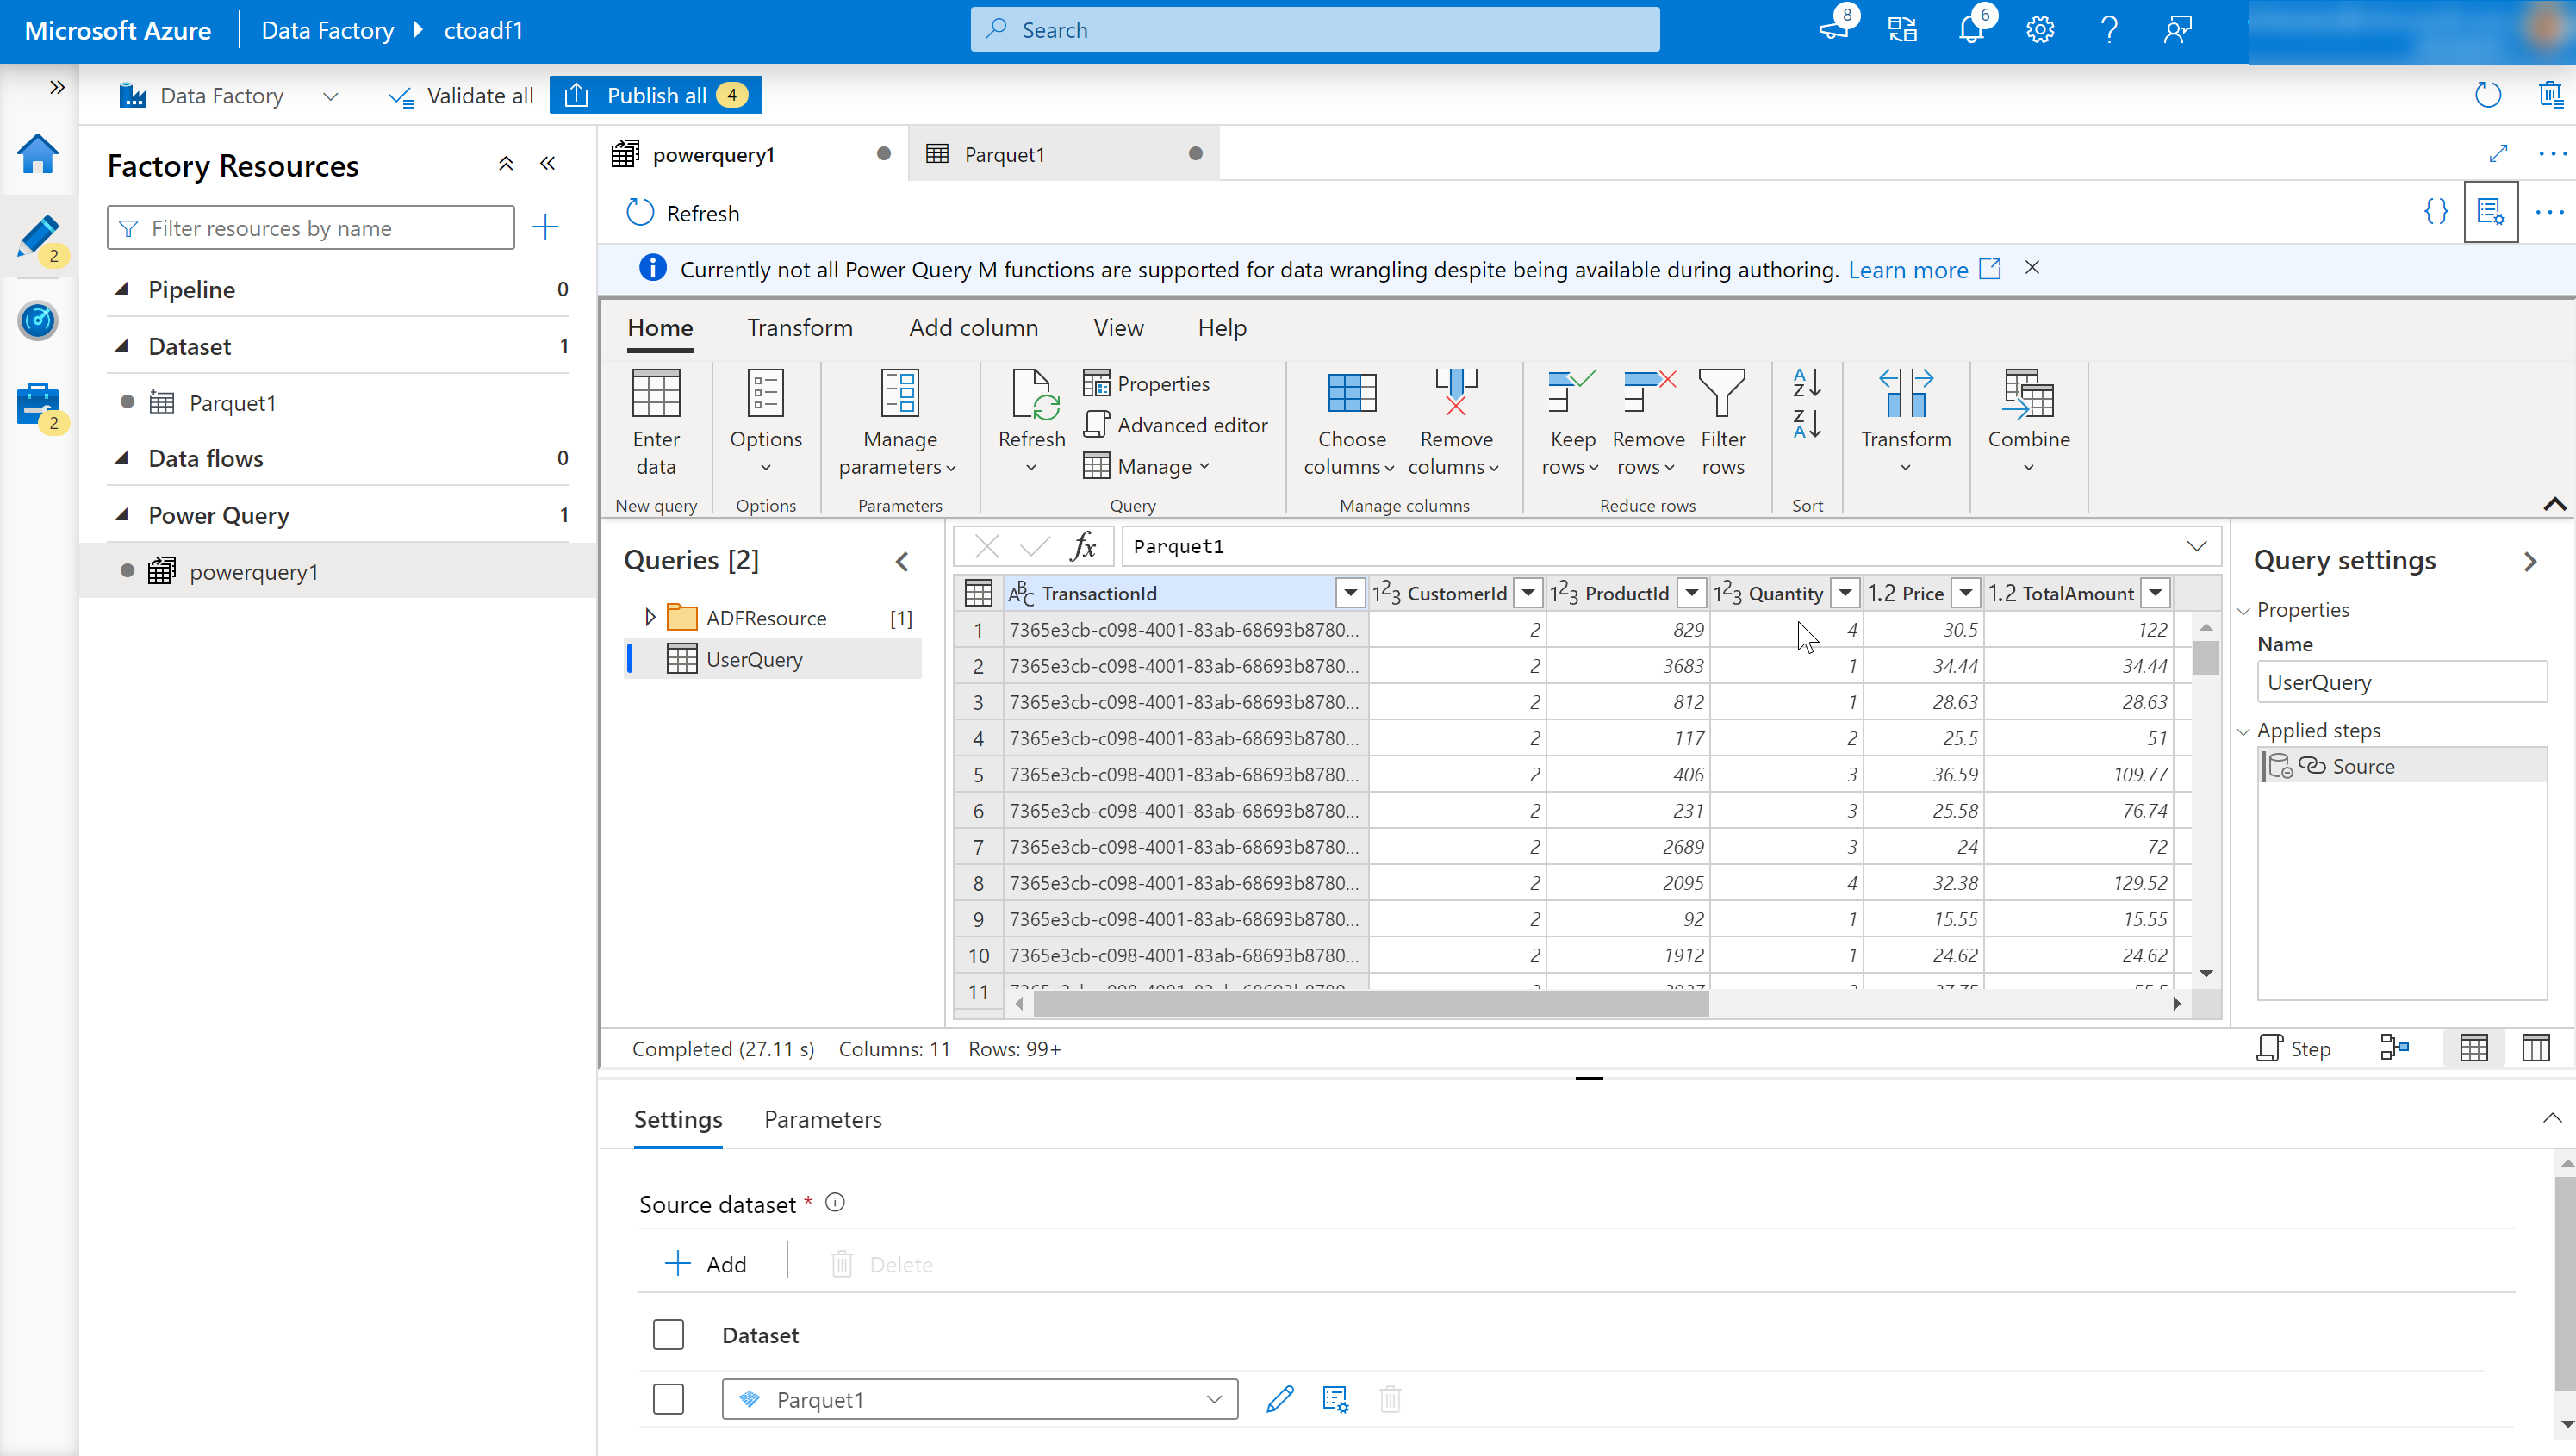 Microsoft Azure Data Factory ctoadf1 Search 8 6
Data Factory Validate all Publish all 4
Factory Resources
Filter resources by name
2
2
Pipeline 0
Dataset 1
Parquet1
Data flows 0
Power Query 1
powerquery1
powerquery1 Parquet1
Refresh
Currently not all Power Query M functions are supported for data wrangling despite being available during authoring. Learn more
Home Transform Add column View Help
Enter data
New query
Options
Options
Manage parameters
Parameters
Refresh
Properties
Advanced editor
Manage
Query
Choose columns
Remove columns
Manage columns
Keep rows
Remove rows
Filter rows
Reduce rows
Sort
Transform
Combine
Queries [2]
ADFResource [1]
UserQuery
fx Parquet1
TransactionId CustomerId ProductId Quantity Price TotalAmount
1 7365e3cb-c098-4001-83ab-68693b8780... 2 829 4 30.5 122
2 7365e3cb-c098-4001-83ab-68693b8780... 2 3683 1 34.44 34.44
3 7365e3cb-c098-4001-83ab-68693b8780... 2 812 1 28.63 28.63
4 7365e3cb-c098-4001-83ab-68693b8780... 2 117 2 25.5 51
5 7365e3cb-c098-4001-83ab-68693b8780... 2 406 3 36.59 109.77
6 7365e3cb-c098-4001-83ab-68693b8780... 2 231 3 25.58 76.74
7 7365e3cb-c098-4001-83ab-68693b8780... 2 2689 3 24 72
8 7365e3cb-c098-4001-83ab-68693b8780... 2 2095 4 32.38 129.52
9 7365e3cb-c098-4001-83ab-68693b8780... 2 92 1 15.55 15.55
10 7365e3cb-c098-4001-83ab-68693b8780... 2 1912 1 24.62 24.62
11
Query settings
Properties
Name
UserQuery
Applied steps
Source
Completed (27.11 s) Columns: 11 Rows: 99+
Step
Settings Parameters
Source dataset *
Add Delete
Dataset
Parquet1